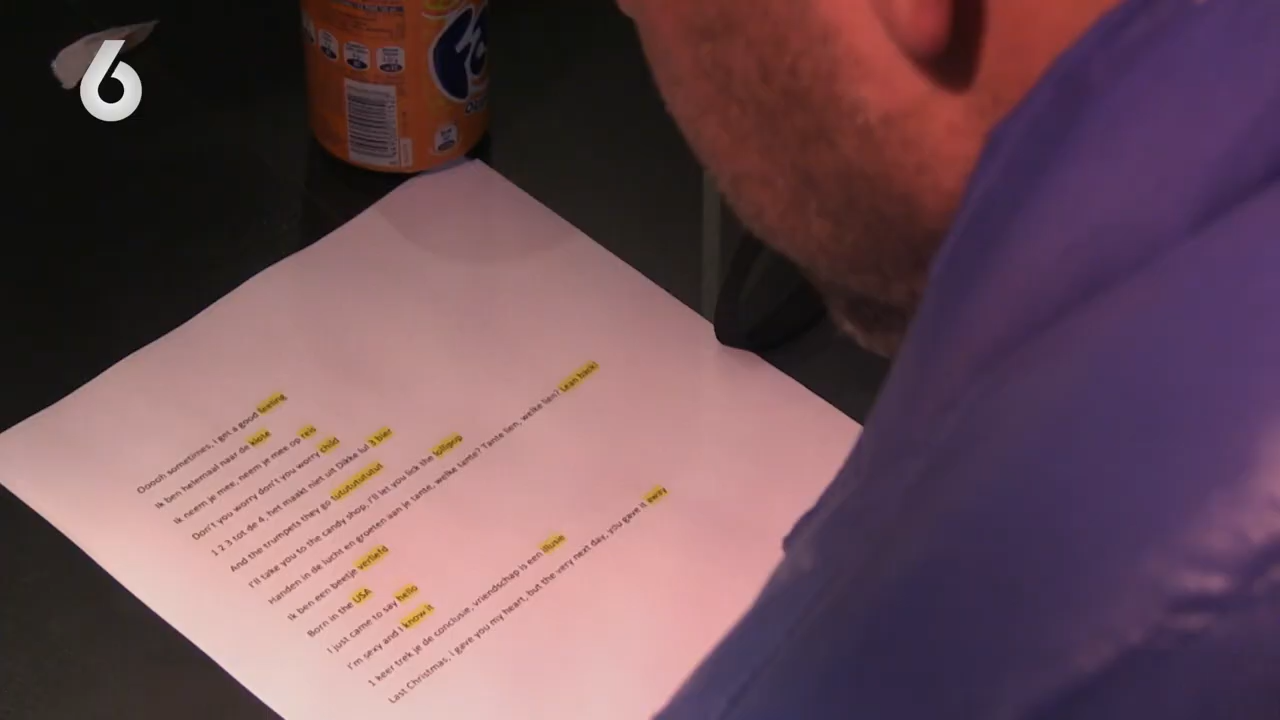 6
Ooooh sometimes, I get a good feeling
Ik ben helemaal naar de klote
Ik neem je mee, neem je mee op reis
Don't you worry don't you worry child
1 2 3 tot de 4, het maakt niet uit Dikke lul 3 bier
And the trumpets they go tututututut
I'll take you to the candy shop, I'll let you lick the lollipop
Handen in de lucht en groeten aan je tante, welke tante? Tante lien, welke lien? Lean back!
Ik ben een beetje verliefd
Born in the USA
I just came to say hello
I'm sexy and I know it
1 keer trek je de conclusie, vriendschap is een illusie
Last Christmas, I gave you my heart, but the very next day, you gave it away